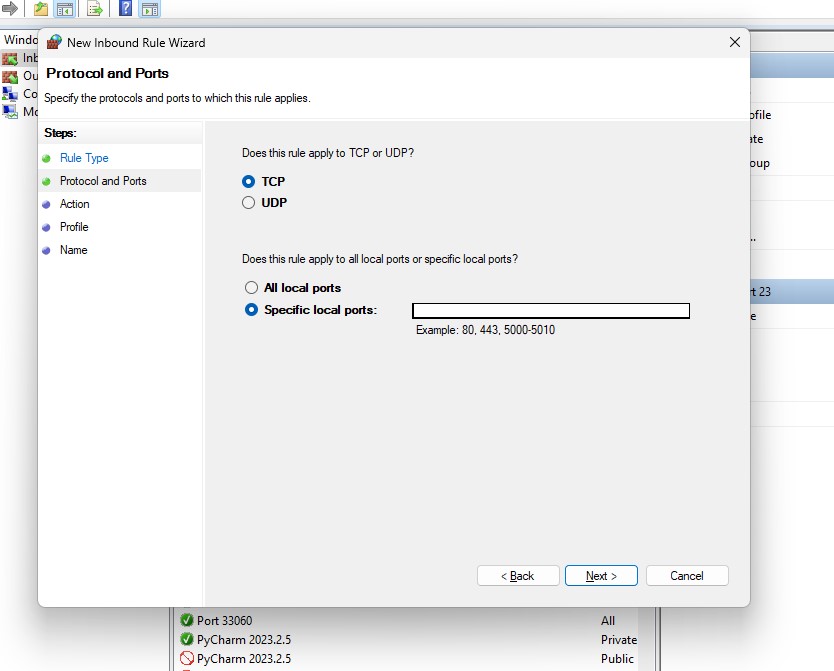 New Inbound Rule Wizard
Protocol and Ports
Specify the protocols and ports to which this rule applies.
Steps:
Rule Type
Protocol and Ports
Action
Profile
Name
Does this rule apply to TCP or UDP?
TCP
UDP
Does this rule apply to all local ports or specific local ports?
All local ports
Specific local ports:
Example: 80, 443, 5000-5010
< Back
Next >
Cancel
Windo
Inb
Ou
Co
Mo
ofile
ate
oup
..
rt 23
e
Port 33060 All
PyCharm 2023.2.5 Private
PyCharm 2023.2.5 Public